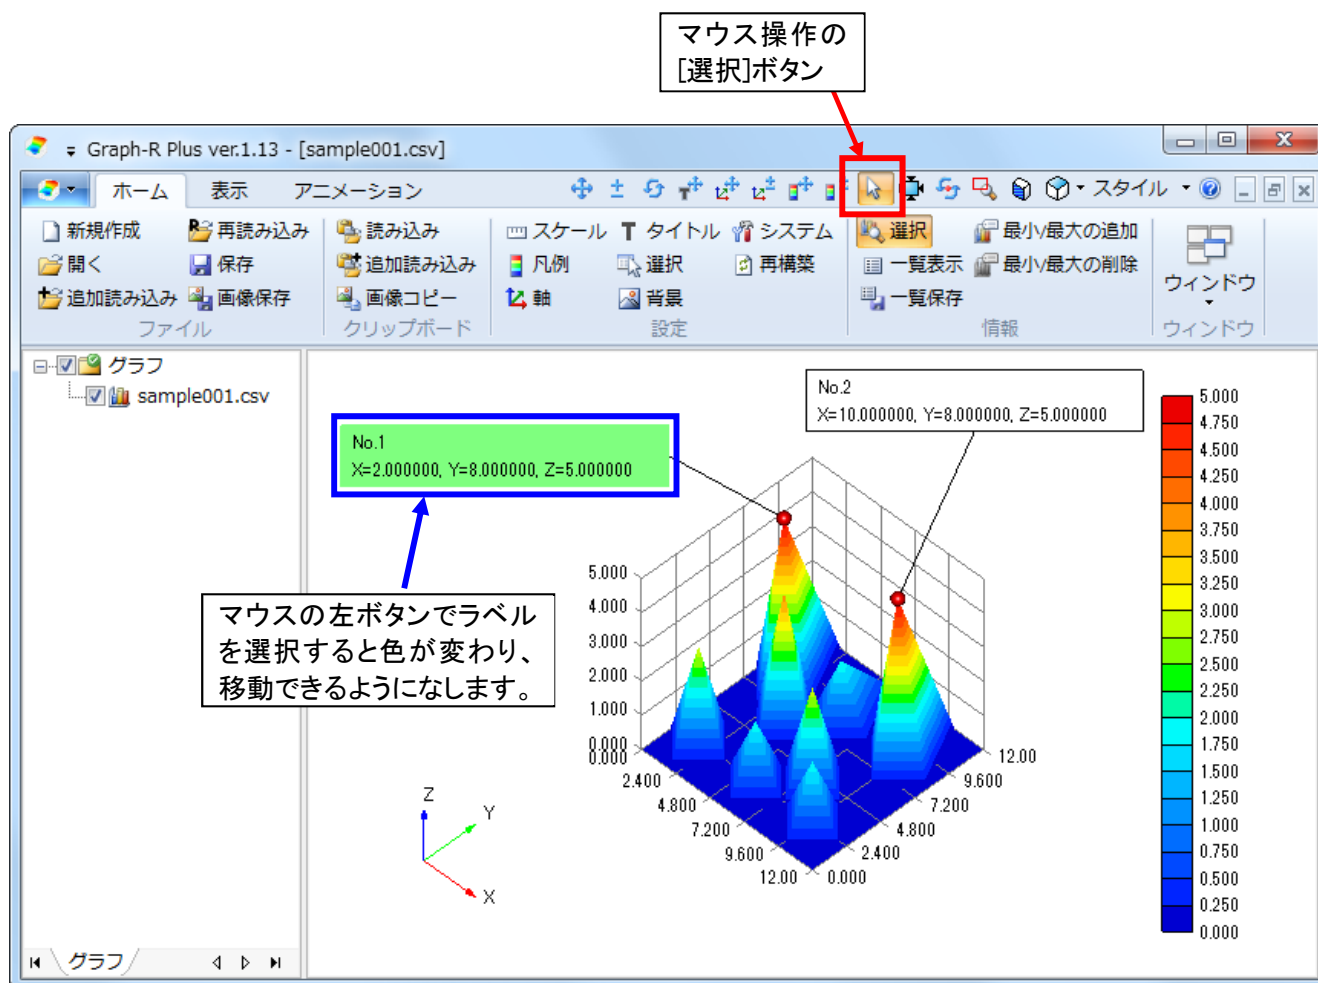 マウス操作の
[選択]ボタン
Graph-R Plus ver.1.13 - [sample001.csv]
ホーム 表示 アニメーション スタイル
新規作成 再読み込み 読み込み スケール タイトル システム 選択 最小/最大の追加
開く 保存 追加読み込み 凡例 選択 再構築 一覧表示 最小/最大の削除
追加読み込み 画像保存 画像コピー 軸 背景 一覧保存 ウィンドウ
ファイル クリップボード 設定 情報 ウィンドウ
グラフ
sample001.csv
No.1
X=2.000000, Y=8.000000, Z=5.000000
No.2
X=10.000000, Y=8.000000, Z=5.000000
マウスの左ボタンでラベル
を選択すると色が変わり、
移動できるようになします。
5.000
4.000
3.000
2.000
1.000
0.000
0.000
2.400
4.800
7.200
9.600
12.00
0.000
2.400
4.800
7.200
9.600
12.00
Z
Y
X
5.000
4.750
4.500
4.250
4.000
3.750
3.500
3.250
3.000
2.750
2.500
2.250
2.000
1.750
1.500
1.250
1.000
0.750
0.500
0.250
0.000
グラフ